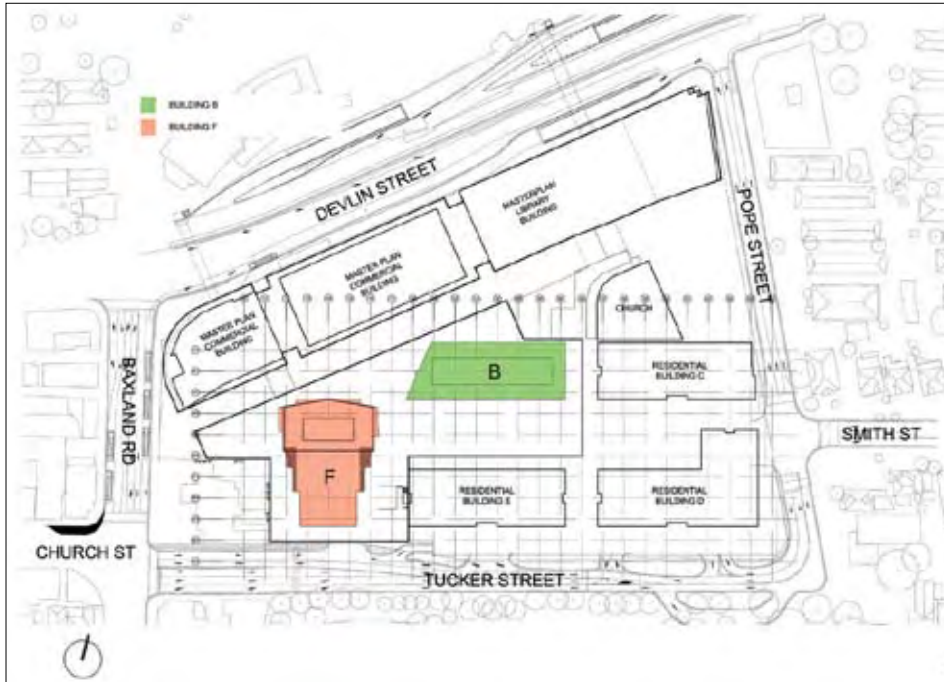 BUILDING B
BUILDING F
DEVLIN STREET
MASTERPLAN
LIBRARY
BUILDING
POPE STREET
MASTER PLAN
COMMERCIAL
BUILDING
MASTER PLAN
COMMERCIAL
BUILDING
CHURCH
BAXLAND RD
B
RESIDENTIAL
BUILDING C
SMITH ST
F
RESIDENTIAL
BUILDING E
RESIDENTIAL
BUILDING D
CHURCH ST
TUCKER STREET